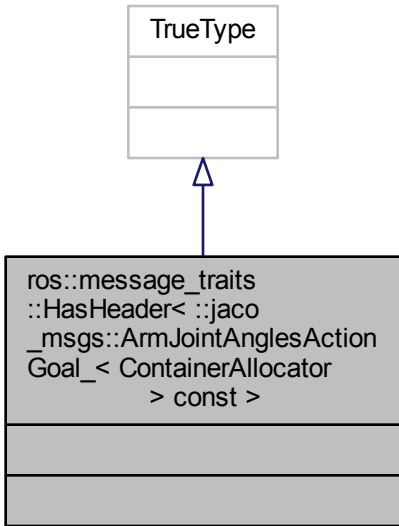 TrueType
ros::message_traits
::HasHeader< ::jaco
_msgs::ArmJointAnglesAction
Goal_< ContainerAllocator
> const >